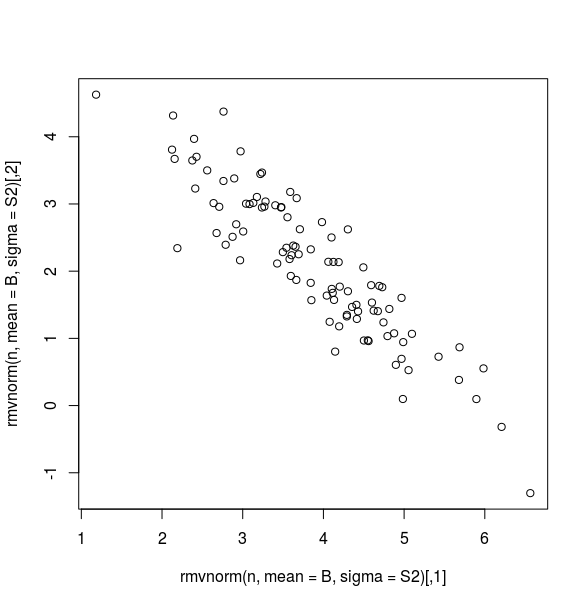 4
3
2
1
0
-1
rmvnorm(n, mean = B, sigma = S2)[,2]
1 2 3 4 5 6
rmvnorm(n, mean = B, sigma = S2)[,1]